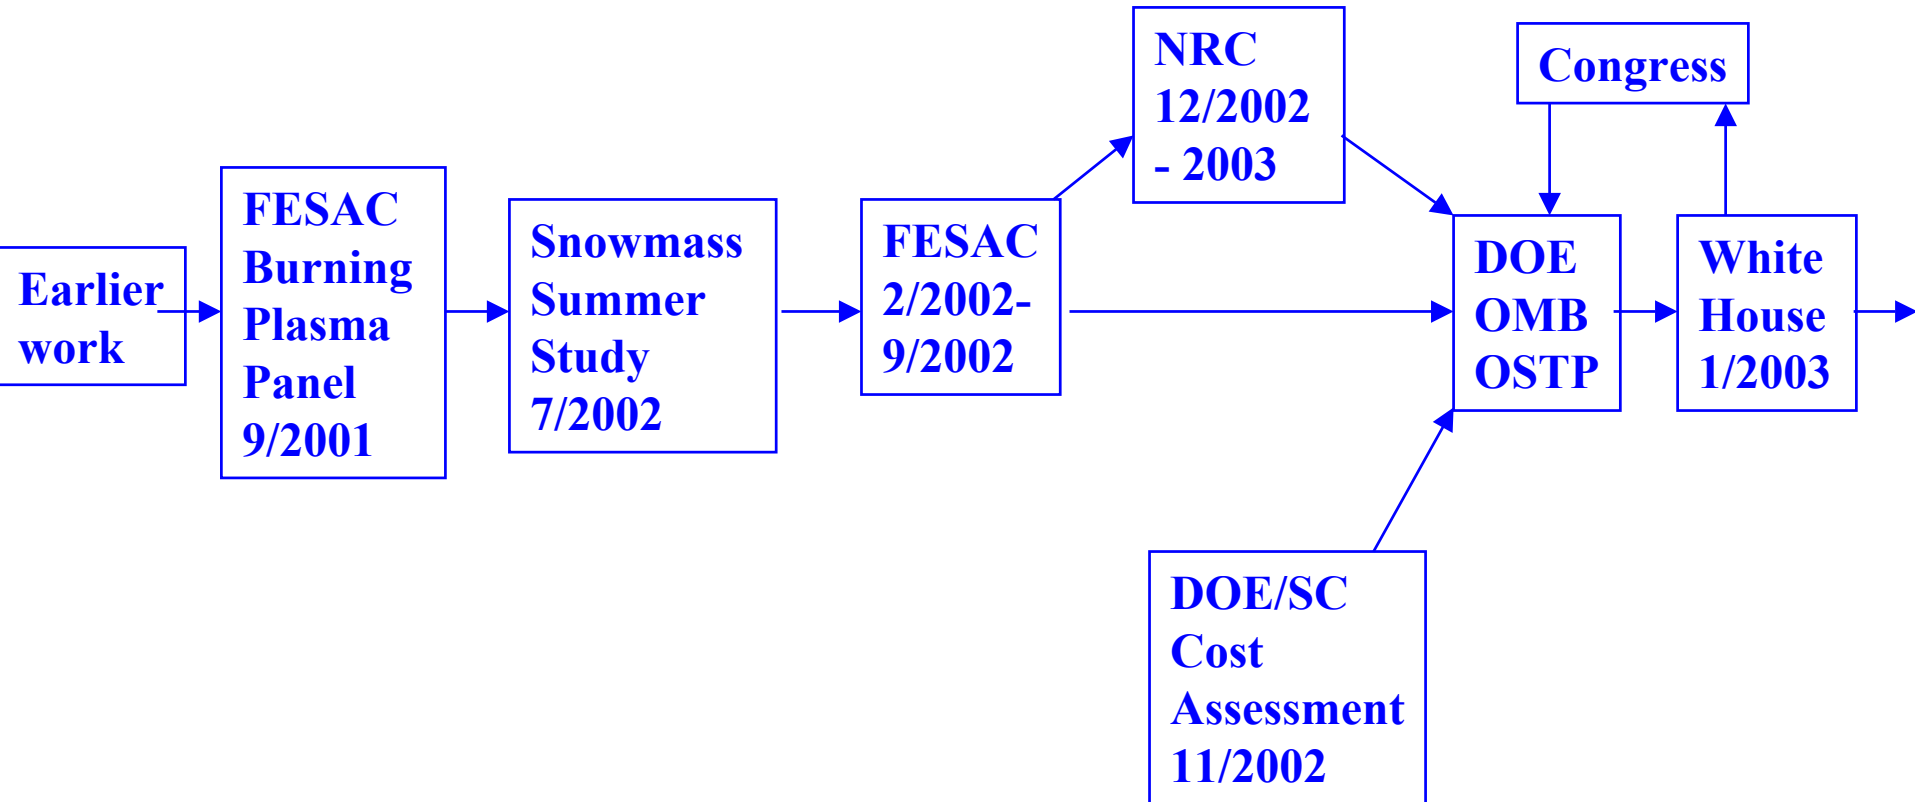 Earlier
work
FESAC
Burning
Plasma
Panel
9/2001
Snowmass
Summer
Study
7/2002
FESAC
2/2002-
9/2002
NRC
12/2002
- 2003
DOE/SC
Cost
Assessment
11/2002
Congress
DOE
OMB
OSTP
White
House
1/2003